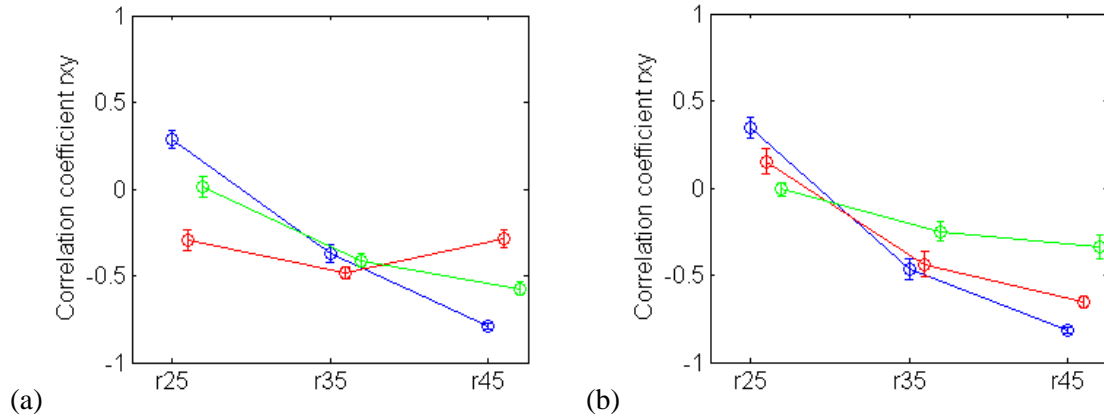 1
0.5
0
-0.5
-1
Correlation coefficient rxy
r25
r35
r45
(a)
1
0.5
0
-0.5
-1
Correlation coefficient rxy
r25
r35
r45
(b)